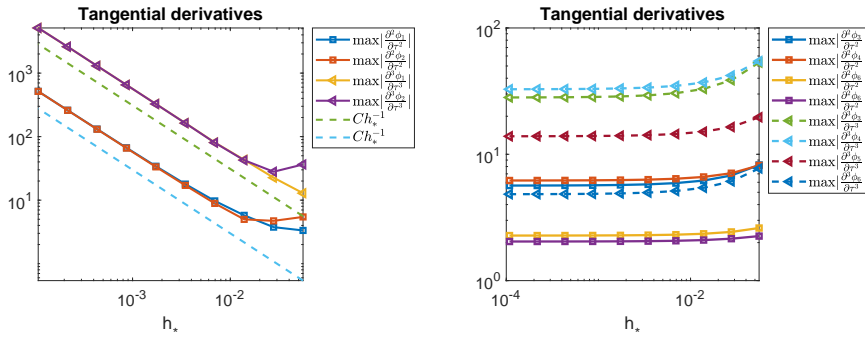 Tangential derivatives
10³
10²
10¹
10⁻³
10⁻²
h⋆
max|∂²ϕ₁/∂τ²|
max|∂²ϕ₂/∂τ²|
max|∂³ϕ₁/∂τ³|
max|∂³ϕ₂/∂τ³|
Ch⋆⁻¹
Ch⋆⁻¹
Tangential derivatives
10²
10¹
10⁰
10⁻⁴
10⁻²
h⋆
max|∂²ϕ₃/∂τ²|
max|∂²ϕ₄/∂τ²|
max|∂²ϕ₅/∂τ²|
max|∂²ϕ₆/∂τ²|
max|∂³ϕ₃/∂τ³|
max|∂³ϕ₄/∂τ³|
max|∂³ϕ₅/∂τ³|
max|∂³ϕ₆/∂τ³|